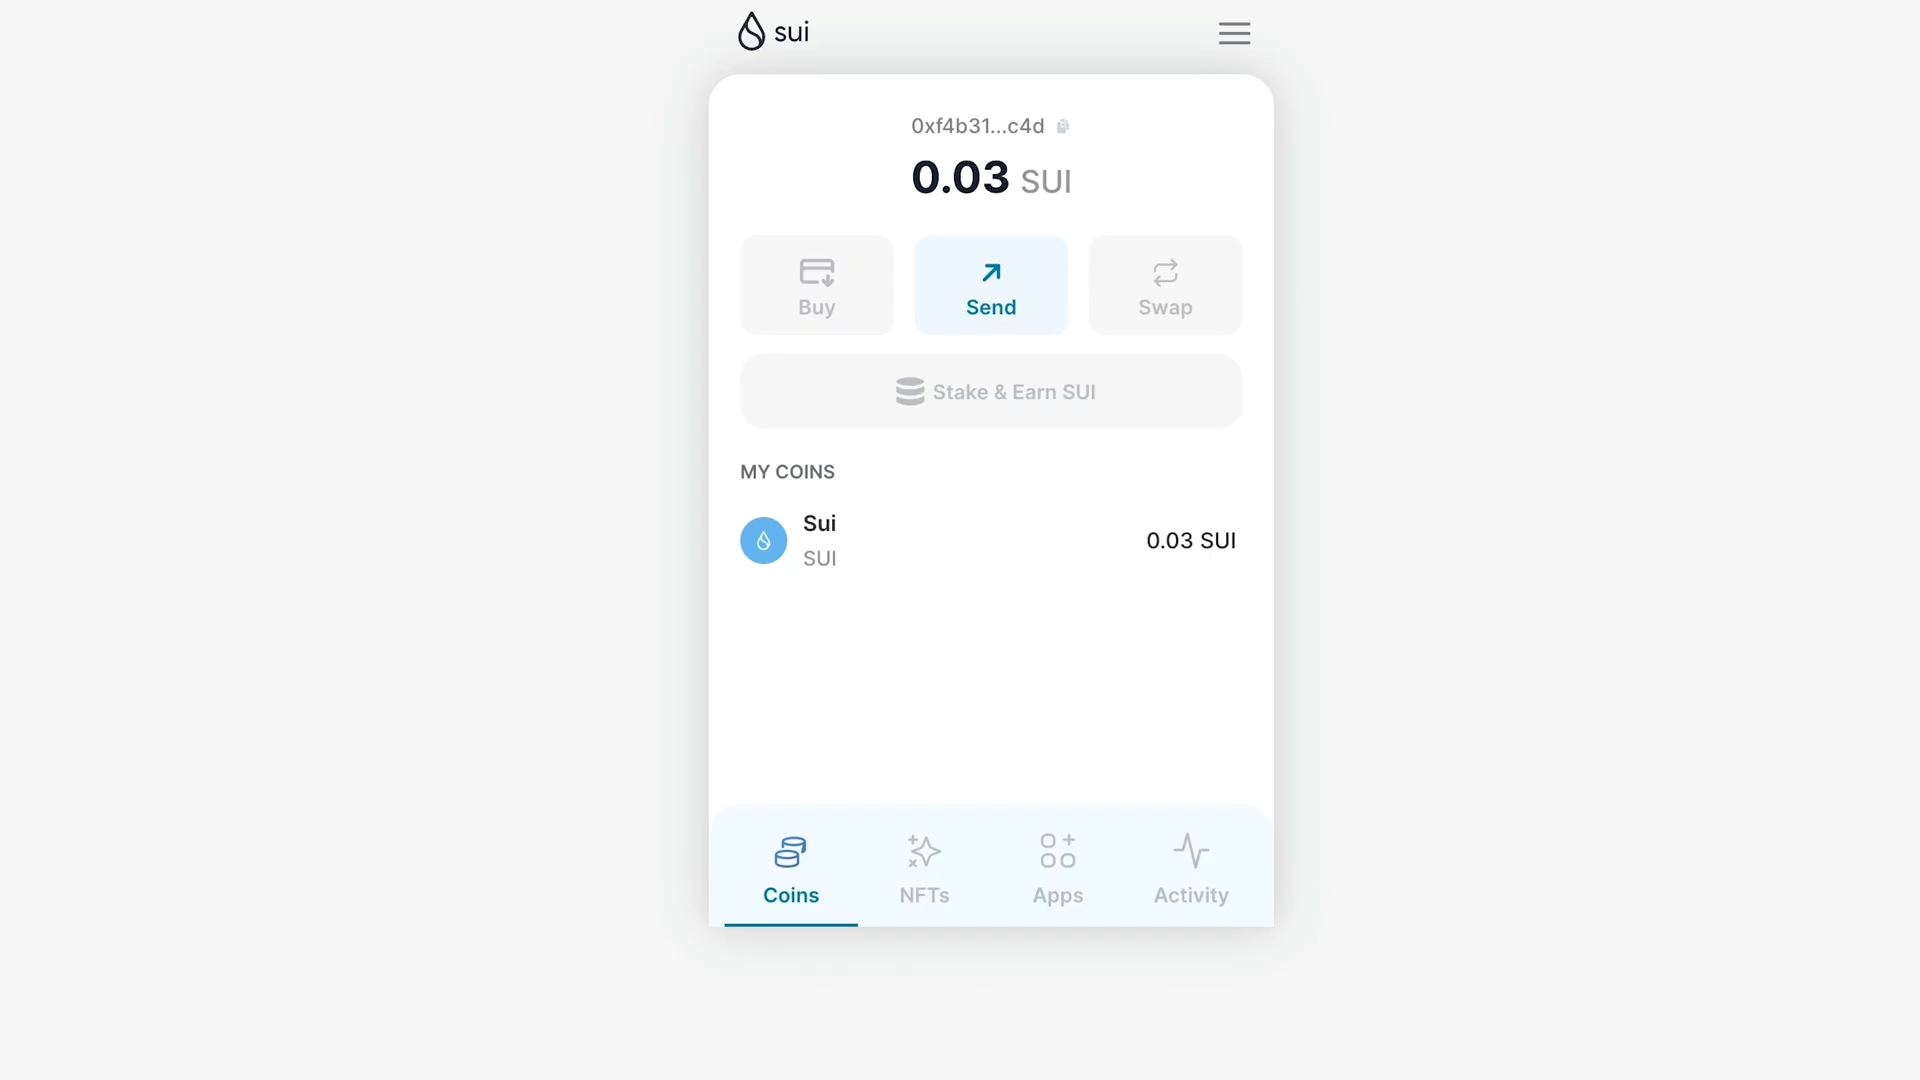 sui
0xf4b31...c4d
0.03 SUI
Buy
Send
Swap
Stake & Earn SUI
MY COINS
Sui
SUI
0.03 SUI
Coins
NFTs
Apps
Activity